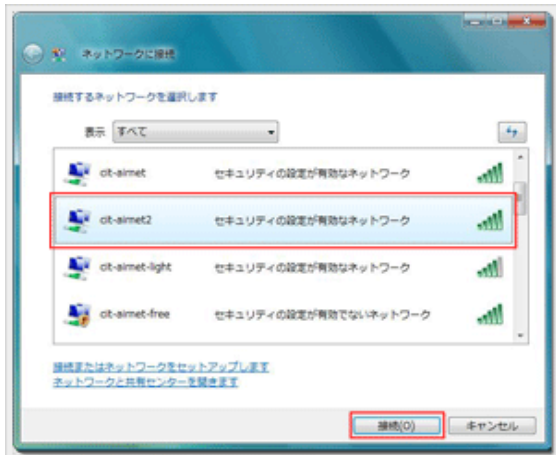 ネットワークに接続
接続するネットワークを選択します
表示 すべて
cit-airnet セキュリティの設定が有効なネットワーク
cit-airnet2 セキュリティの設定が有効なネットワーク
cit-airnet-light セキュリティの設定が有効なネットワーク
cit-airnet-free セキュリティの設定が有効でないネットワーク
接続またはネットワークをセットアップします
ネットワークと共有センターを開きます
接続(O) キャンセル